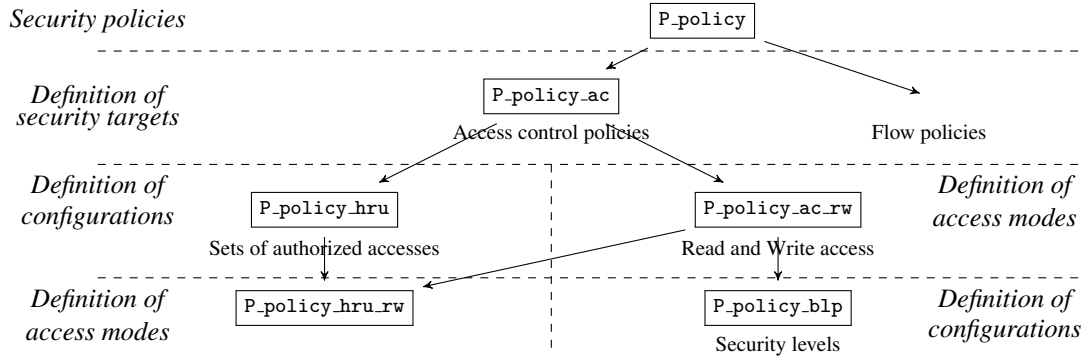 Security policies
P_policy
Definition of
security targets
P_policy_ac
Access control policies
Flow policies
Definition of
configurations
P_policy_hru
Sets of authorized accesses
P_policy_ac_rw
Read and Write access
Definition of
access modes
Definition of
access modes
P_policy_hru_rw
P_policy_blp
Security levels
Definition of
configurations